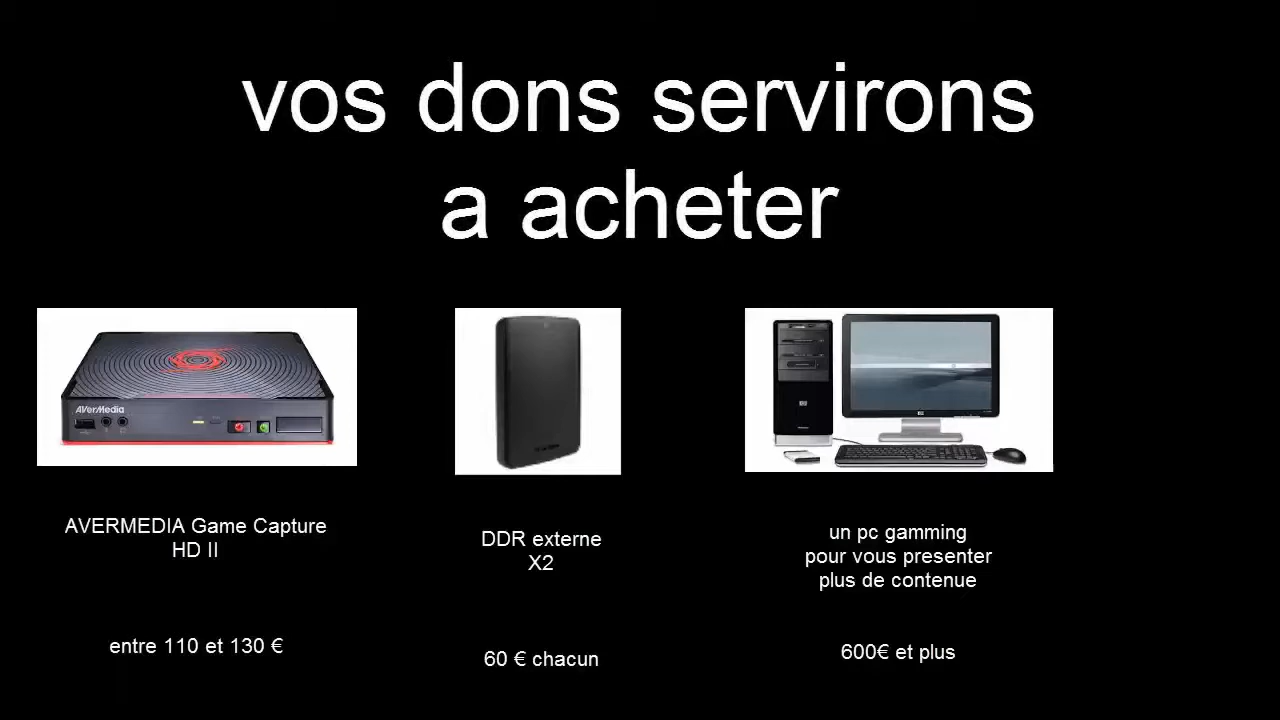 vos dons servirons
a acheter
AVerMedia
AVERMEDIA Game Capture
HD II
entre 110 et 130 €
DDR externe
X2
60 € chacun
un pc gamming
pour vous presenter
plus de contenue
600€ et plus